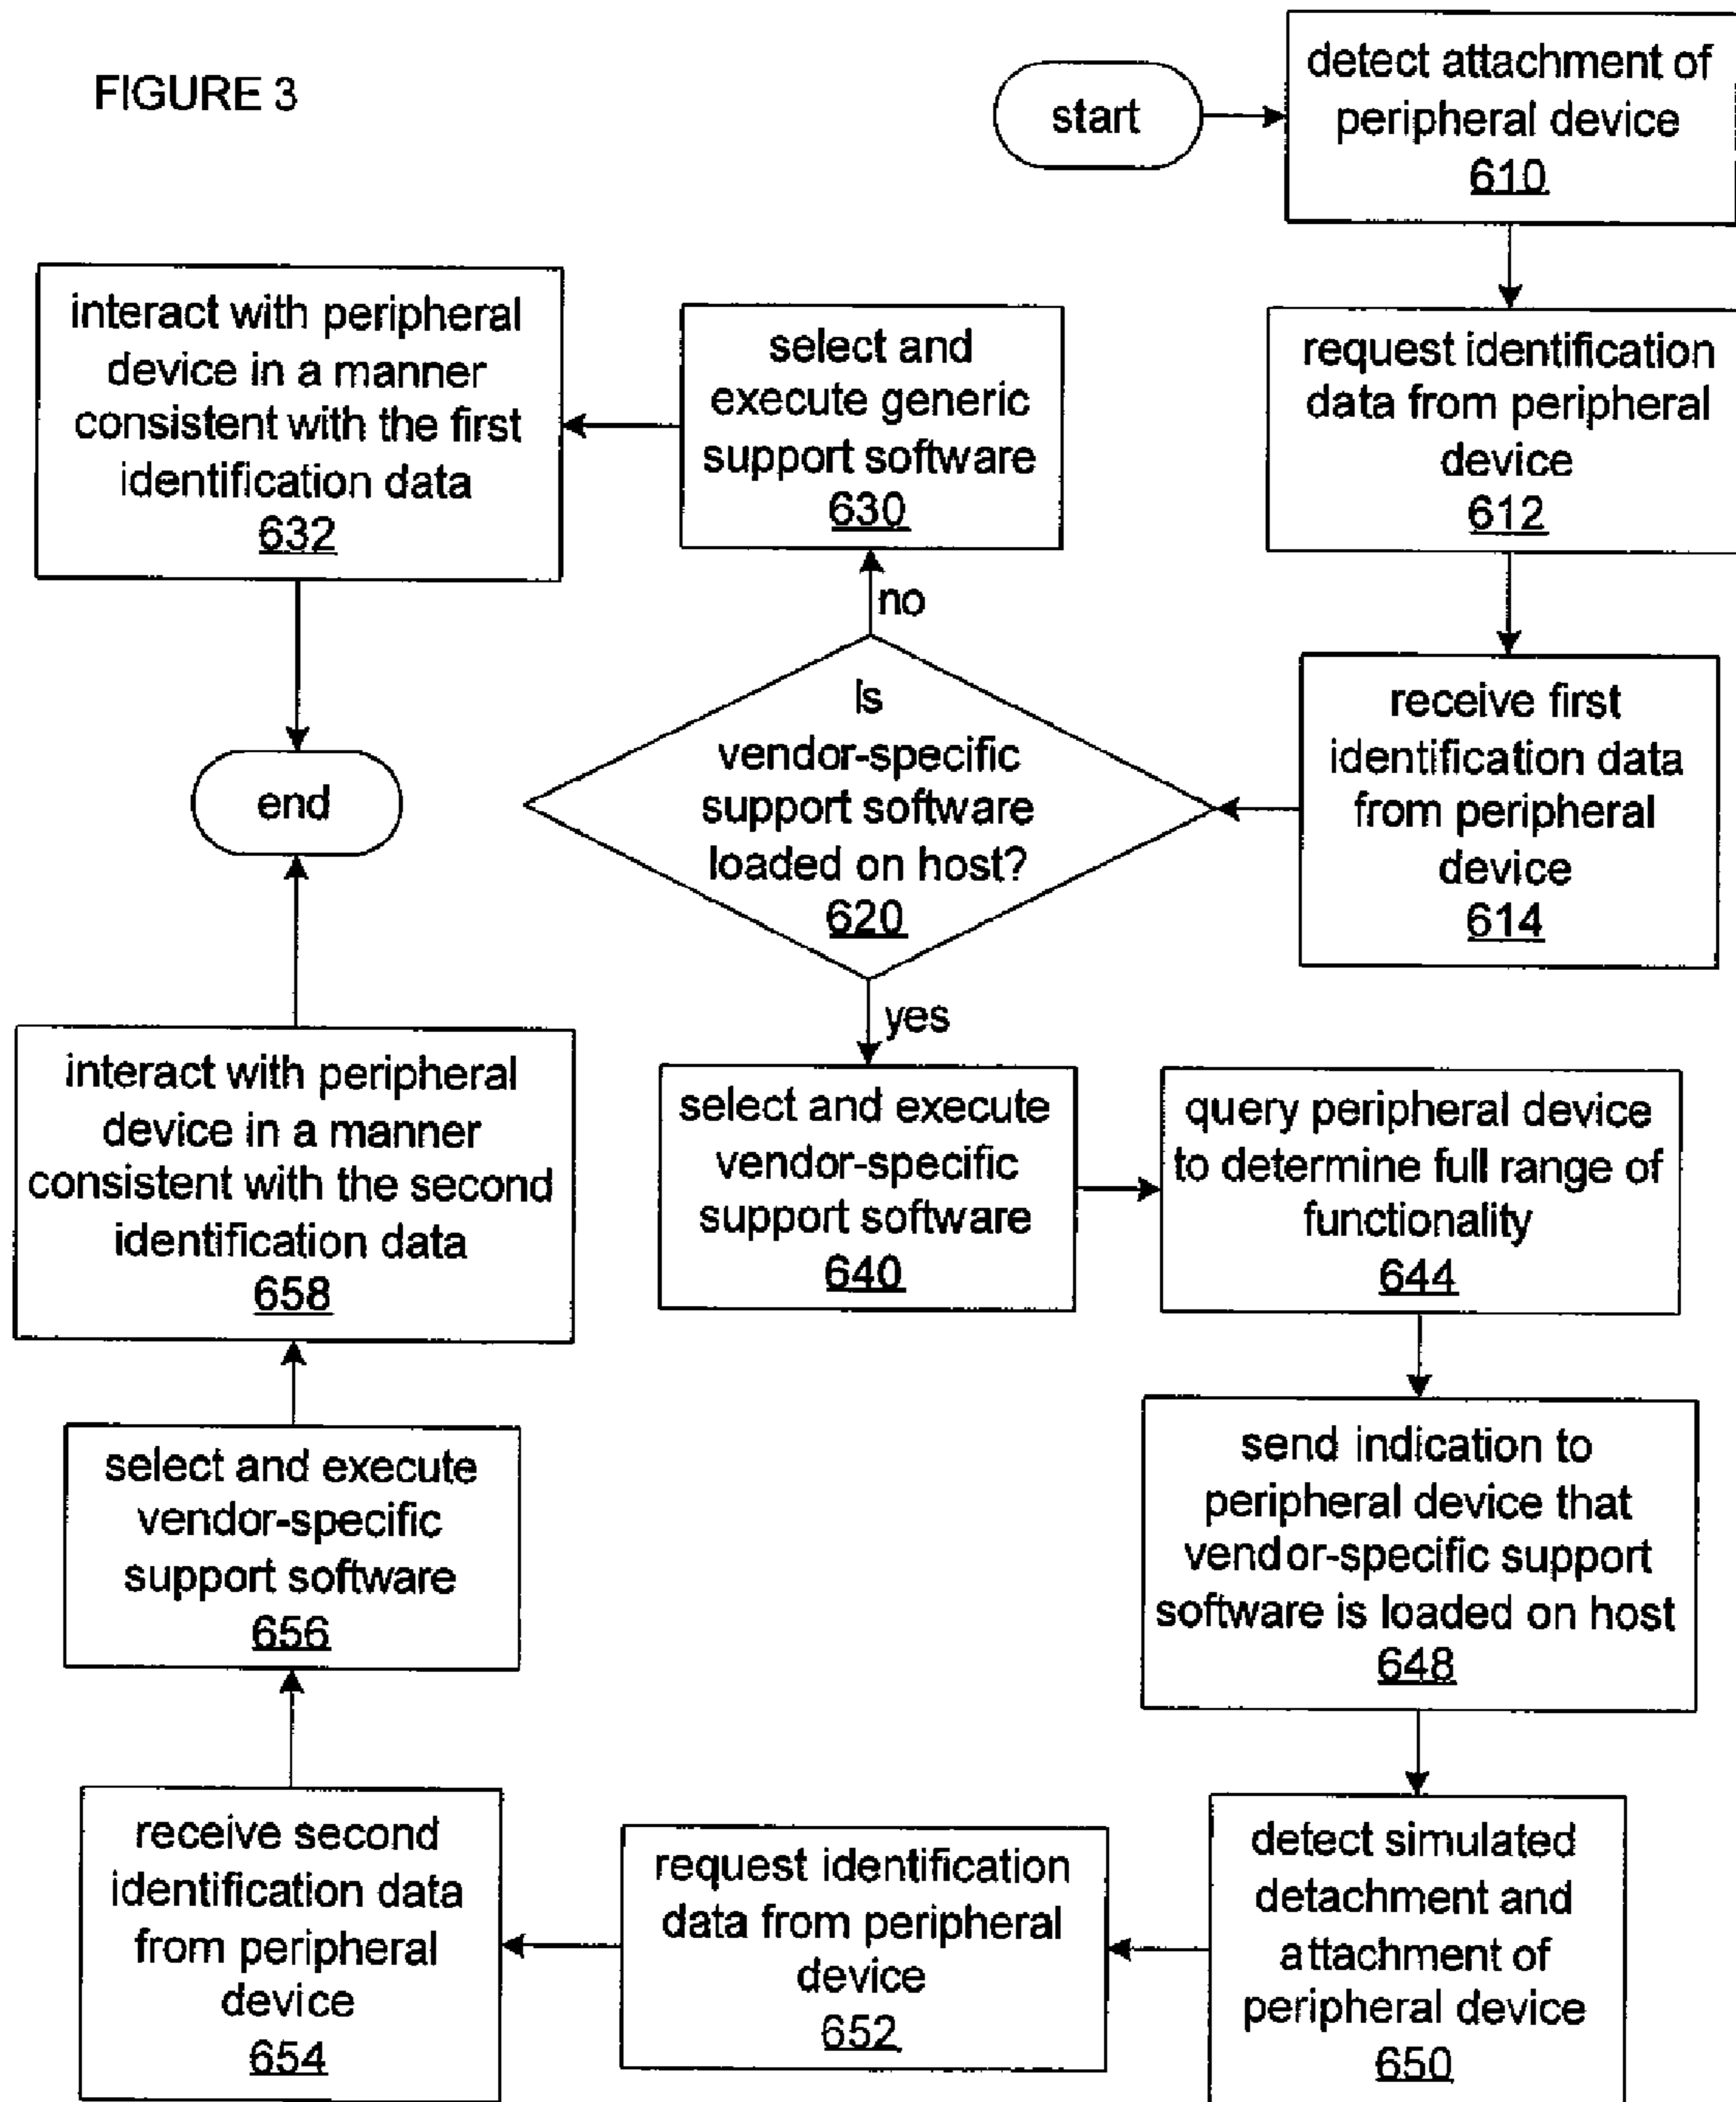 FIGURE 3
start
detect attachment of
peripheral device
610
request identification
data from peripheral
device
612
receive first
identification data
from peripheral
device
614
Is
vendor-specific
support software
loaded on host?
620
no
select and
execute generic
support software
630
interact with peripheral
device in a manner
consistent with the first
identification data
632
end
yes
select and execute
vendor-specific
support software
640
query peripheral device
to determine full range of
functionality
644
send indication to
peripheral device that
vendor-specific support
software is loaded on host
648
detect simulated
detachment and
attachment of
peripheral device
650
request identification
data from peripheral
device
652
receive second
identification data
from peripheral
device
654
select and execute
vendor-specific
support software
656
interact with peripheral
device in a manner
consistent with the second
identification data
658